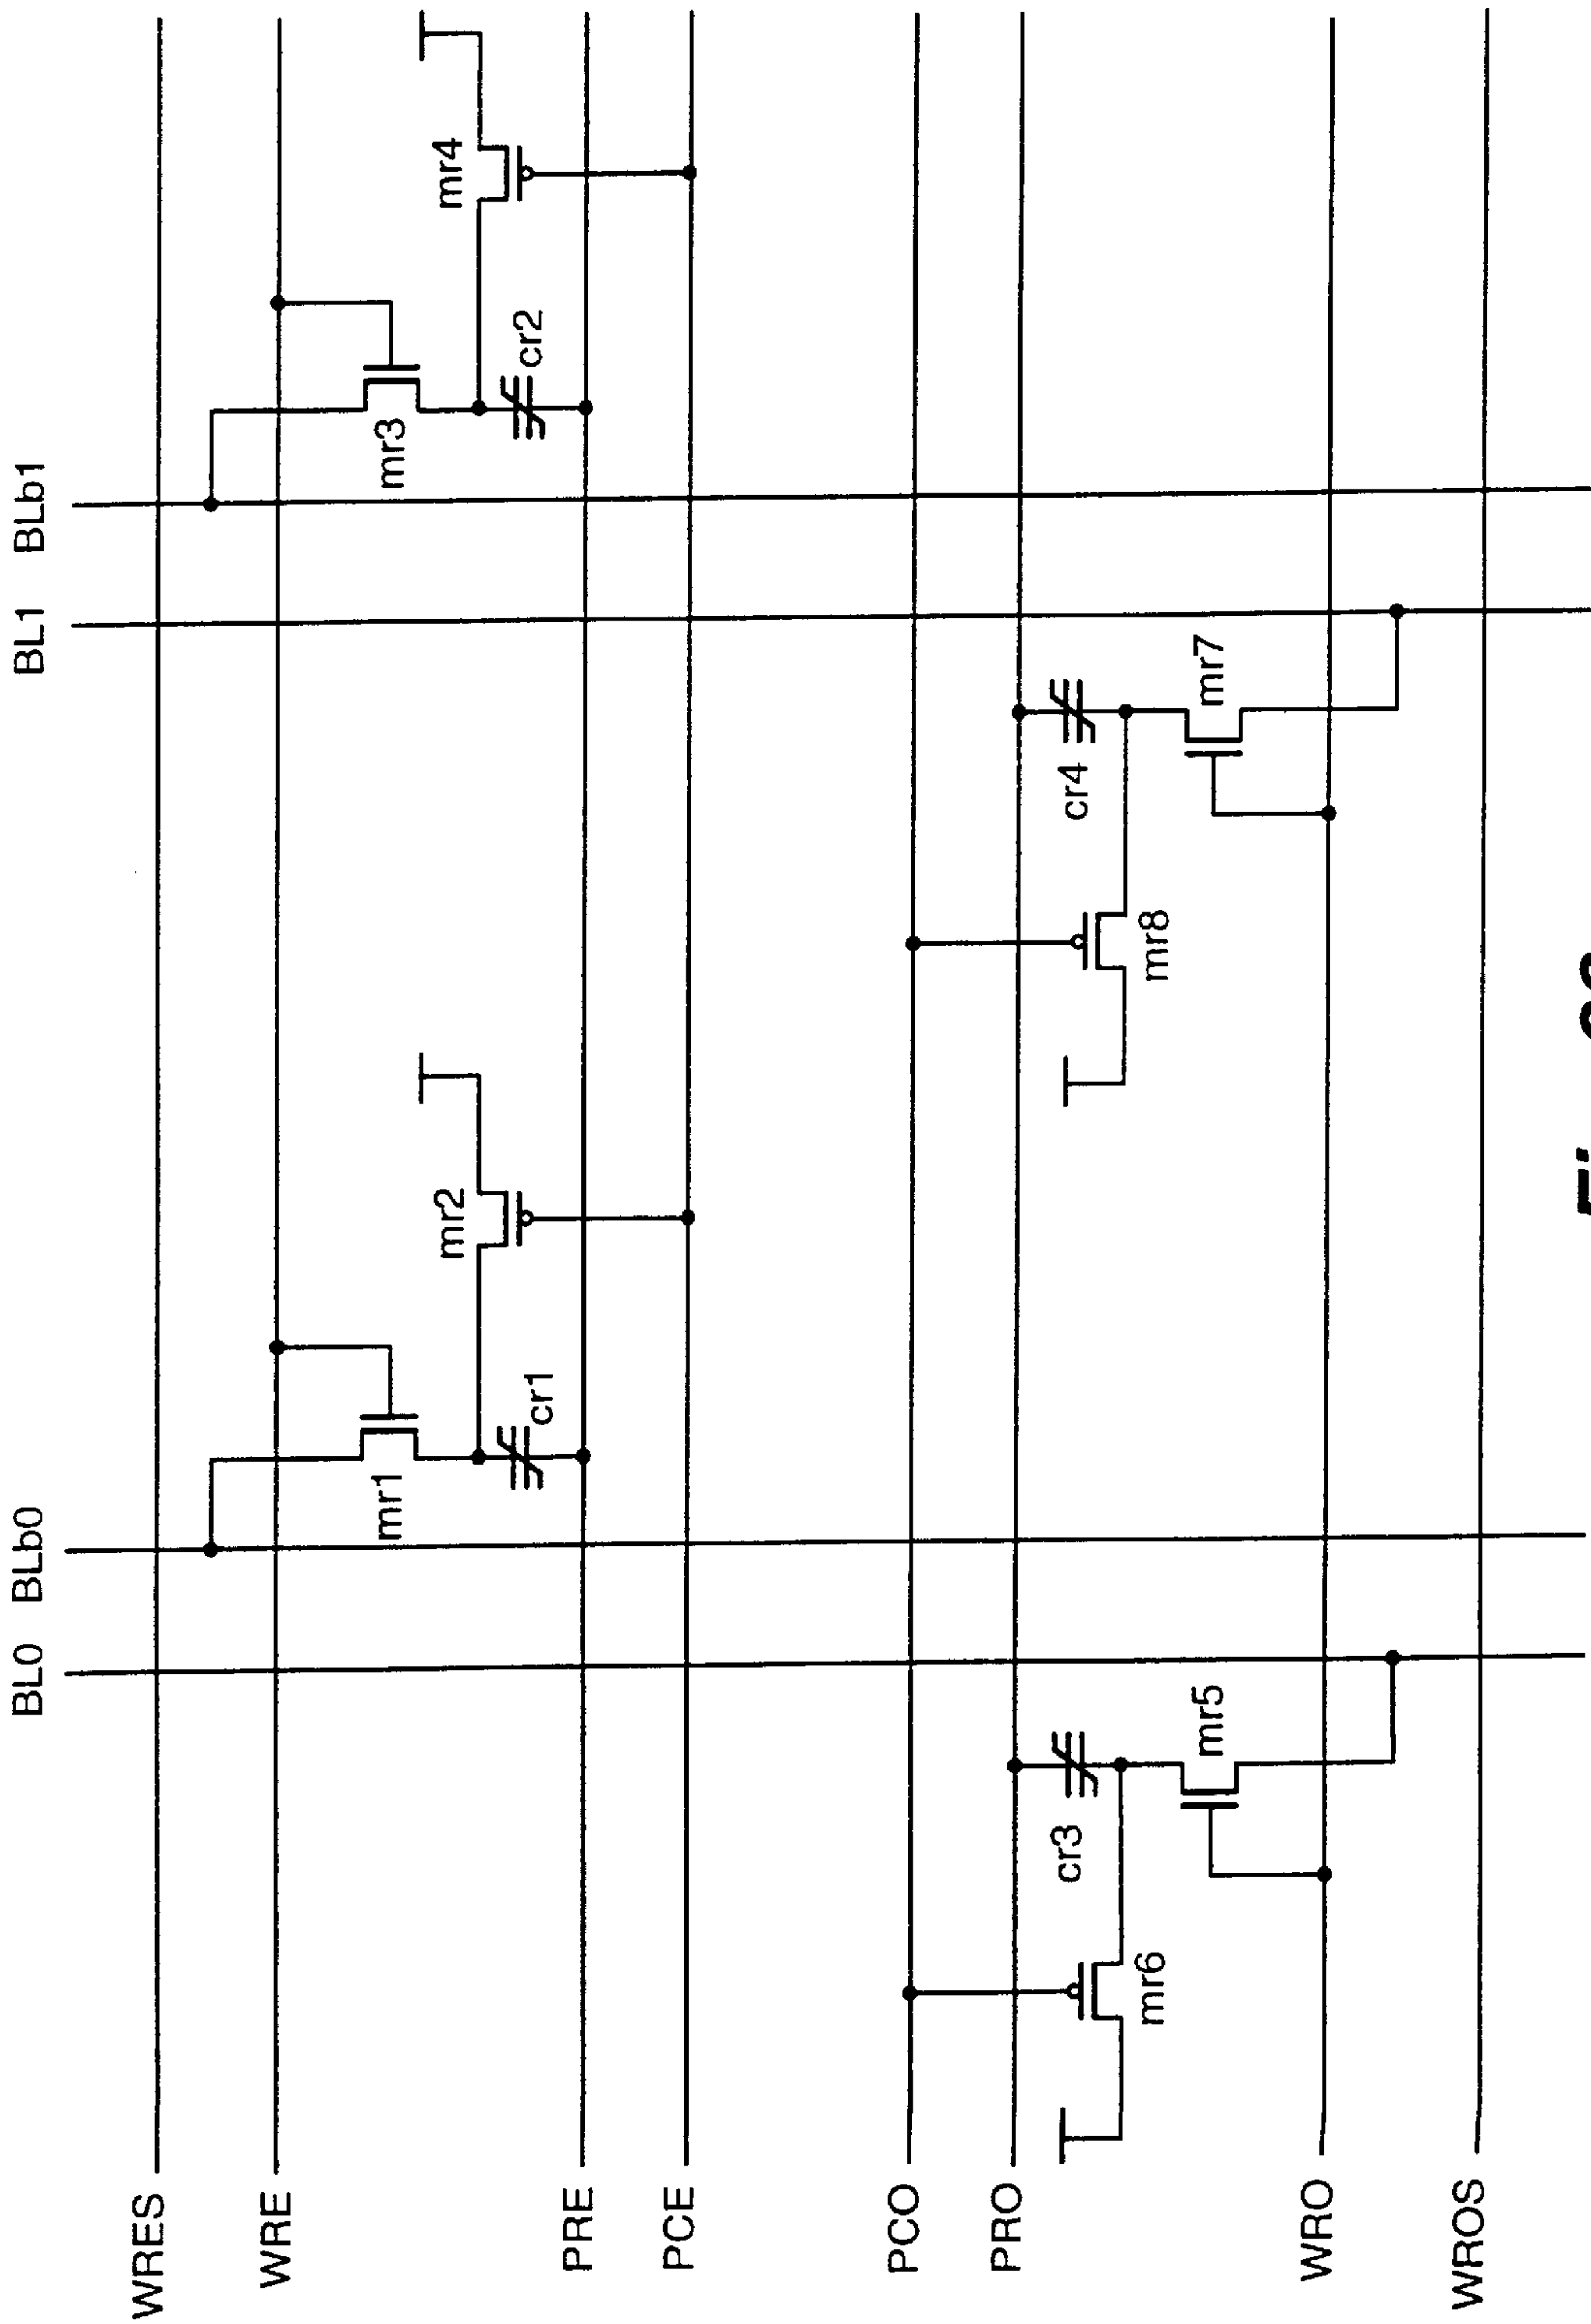 BL0 BLb0 BL1 BLb1
WRES
WRE
mr1
mr3
mr2
mr4
cr1
cr2
PRE
PCE
PCO
PRO
cr3
cr4
mr6
mr8
mr5
mr7
WRO
WROS